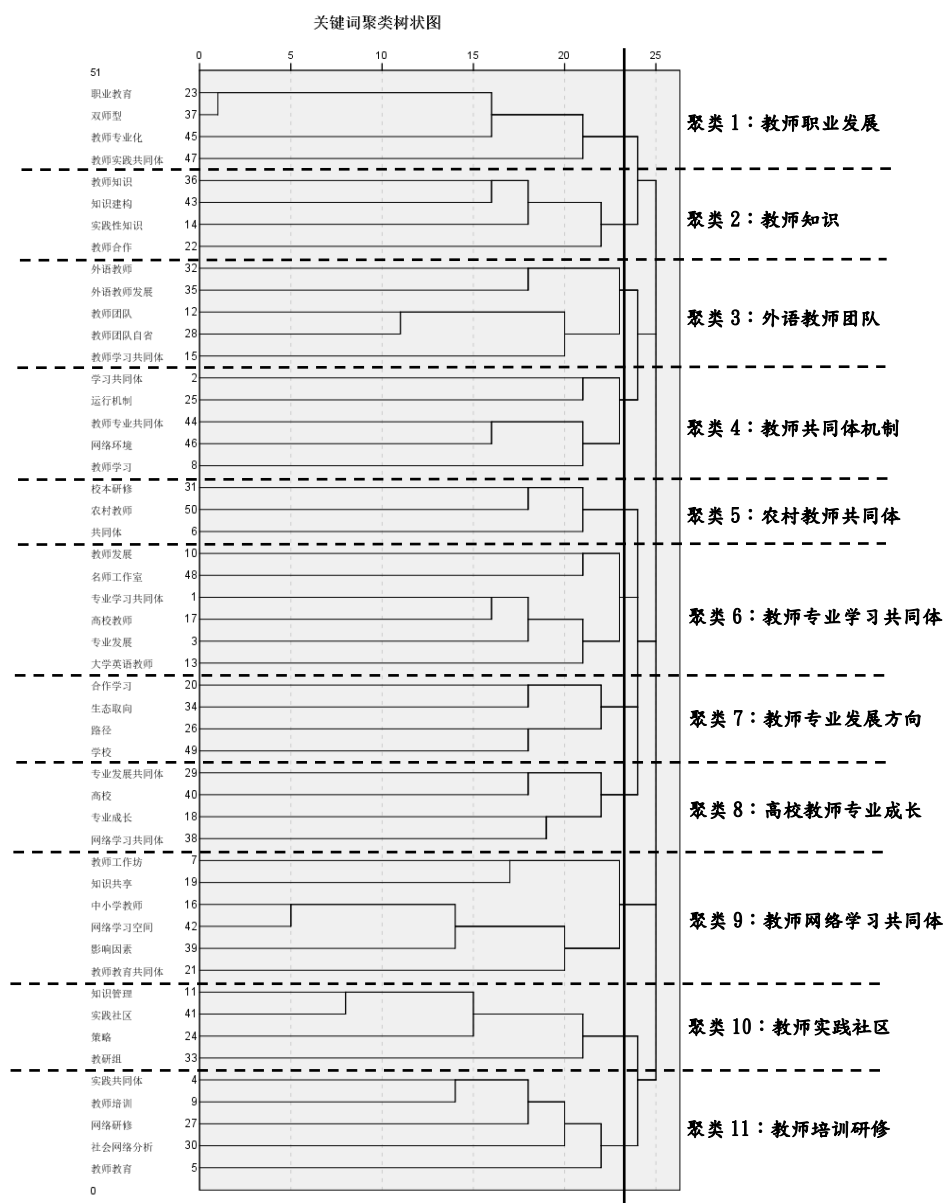 关键词聚类树状图
0 5 10 15 20 25
51
职业教育 23
双师型 37
聚类 1：教师职业发展
教师专业化 45
教师实践共同体 47
教师知识 36
知识建构 43
聚类 2：教师知识
实践性知识 14
教师合作 22
外语教师 32
外语教师发展 35
教师团队 12
聚类 3：外语教师团队
教师团队自省 28
教师学习共同体 15
学习共同体 2
运行机制 25
教师专业共同体 44
聚类 4：教师共同体机制
网络环境 46
教师学习 8
校本研修 31
农村教师 50
聚类 5：农村教师共同体
共同体 6
教师发展 10
名师工作室 48
专业学习共同体 1
高校教师 17
聚类 6：教师专业学习共同体
专业发展 3
大学英语教师 13
合作学习 20
生态取向 34
聚类 7：教师专业发展方向
路径 26
学校 49
专业发展共同体 29
高校 40
聚类 8：高校教师专业成长
专业成长 18
网络学习共同体 38
教师工作坊 7
知识共享 19
中小学教师 16
聚类 9：教师网络学习共同体
网络学习空间 42
影响因素 39
教师教育共同体 21
知识管理 11
实践社区 41
聚类 10：教师实践社区
策略 24
教研组 33
实践共同体 4
教师培训 9
网络研修 27
聚类 11：教师培训研修
社会网络分析 30
教师教育 5
0